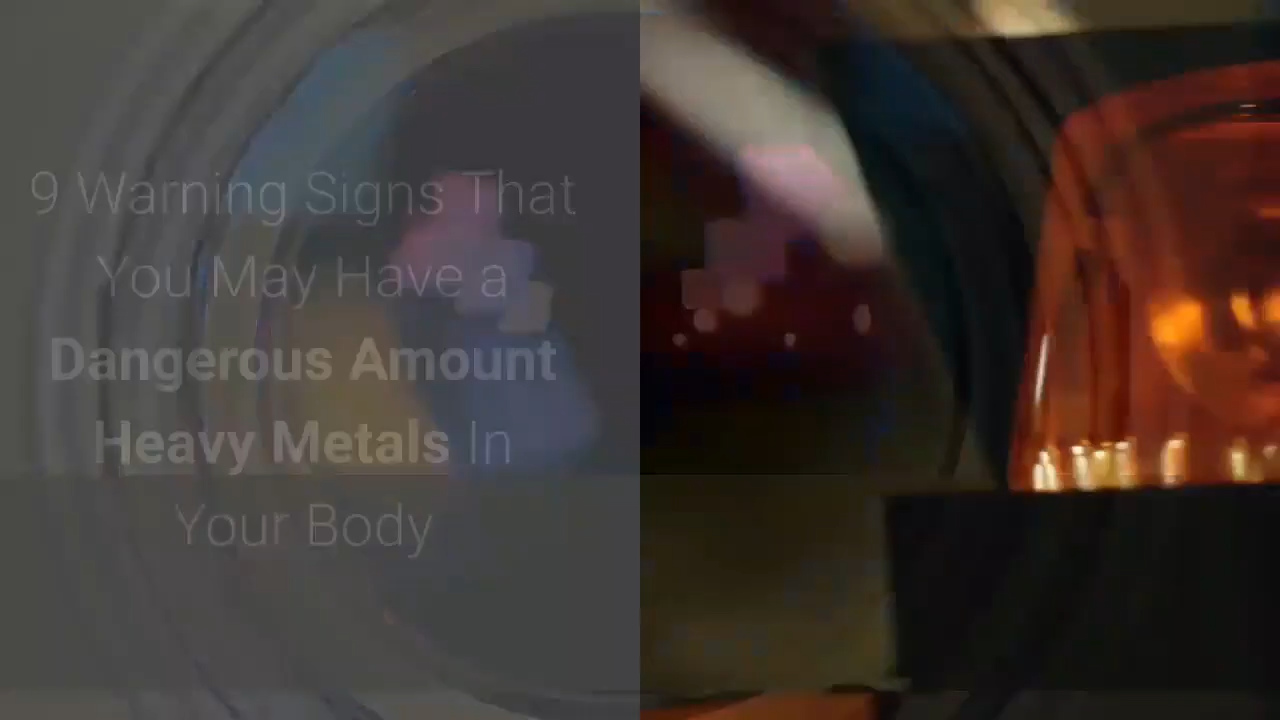 9 Warning Signs That
You May Have a
Dangerous Amount
Heavy Metals In
Your Body